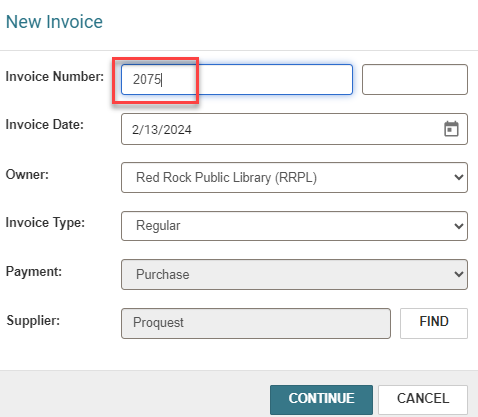 New Invoice
Invoice Number: 2075
Invoice Date: 2/13/2024
Owner: Red Rock Public Library (RRPL)
Invoice Type: Regular
Payment: Purchase
Supplier: Proquest FIND
CONTINUE CANCEL